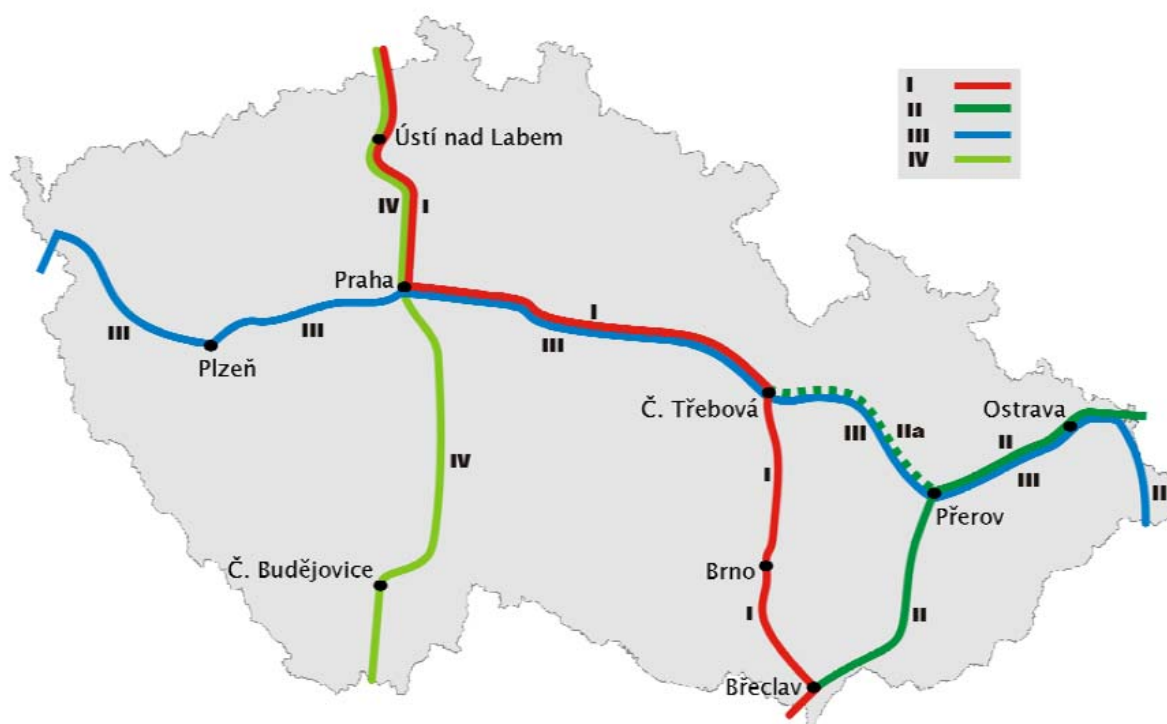 I
II
III
IV
Ústí nad Labem
IV
I
Praha
I
III
III
III
Plzeň
Č. Třebová
Ostrava
III
IIa
II
III
II
IV
I
Přerov
Č. Budějovice
Brno
I
II
Břeclav